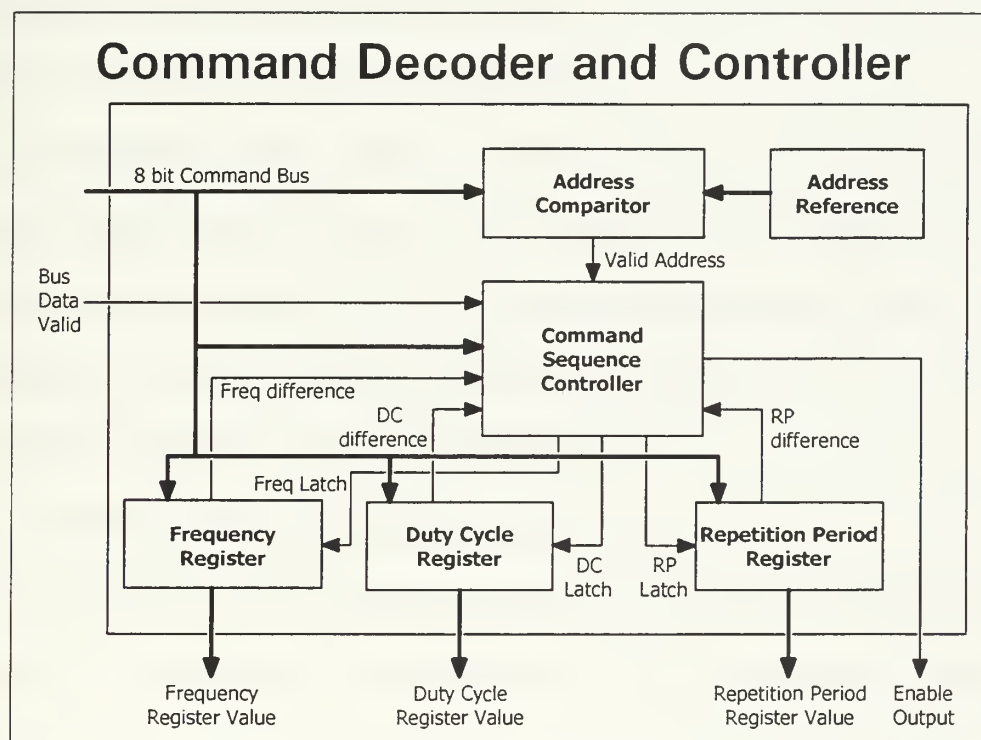 Command Decoder and Controller
8 bit Command Bus
Address
Comparitor
Address
Reference
Valid Address
Bus
Data
Valid
Command
Sequence
Controller
Freq difference
DC
difference
RP
difference
Freq Latch
Frequency
Register
Duty Cycle
Register
DC
Latch
RP
Latch
Repetition Period
Register
Frequency
Register Value
Duty Cycle
Register Value
Repetition Period
Register Value
Enable
Output